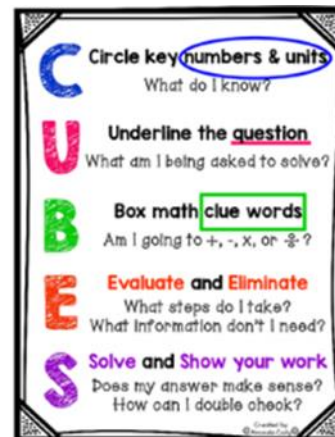 C
Circle key numbers & units
What do I know?
U
Underline the question
What am I being asked to solve?
B
Box math clue words
Am I going to +, -, x, or ÷?
E
Evaluate and Eliminate
What steps do I take?
What information don't I need?
S
Solve and Show your work
Does my answer make sense?
How can I double check?
Created by